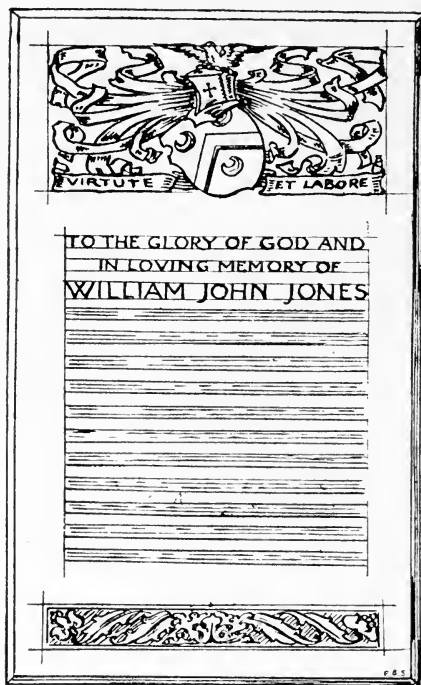 VIRTUTE ET LABORE
TO THE GLORY OF GOD AND
IN LOVING MEMORY OF
WILLIAM JOHN JONES